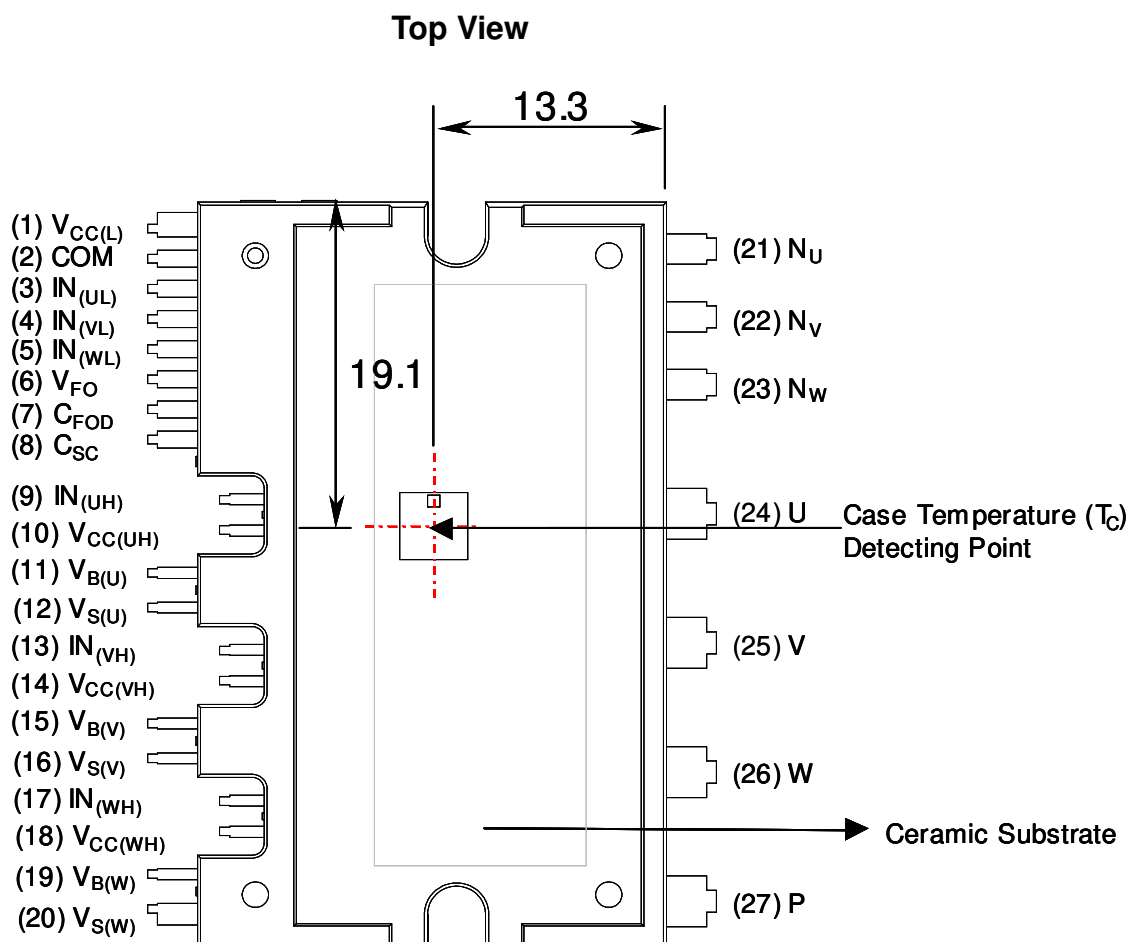 Top View
13.3
19.1
(1) VCC(L)
(2) COM
(3) IN(UL)
(4) IN(VL)
(5) IN(WL)
(6) VFO
(7) CFOD
(8) CSC
(9) IN(UH)
(10) VCC(UH)
(11) VB(U)
(12) VS(U)
(13) IN(VH)
(14) VCC(VH)
(15) VB(V)
(16) VS(V)
(17) IN(WH)
(18) VCC(WH)
(19) VB(W)
(20) VS(W)
(21) NU
(22) NV
(23) NW
(24) U
Case Temperature (TC)
Detecting Point
(25) V
(26) W
Ceramic Substrate
(27) P